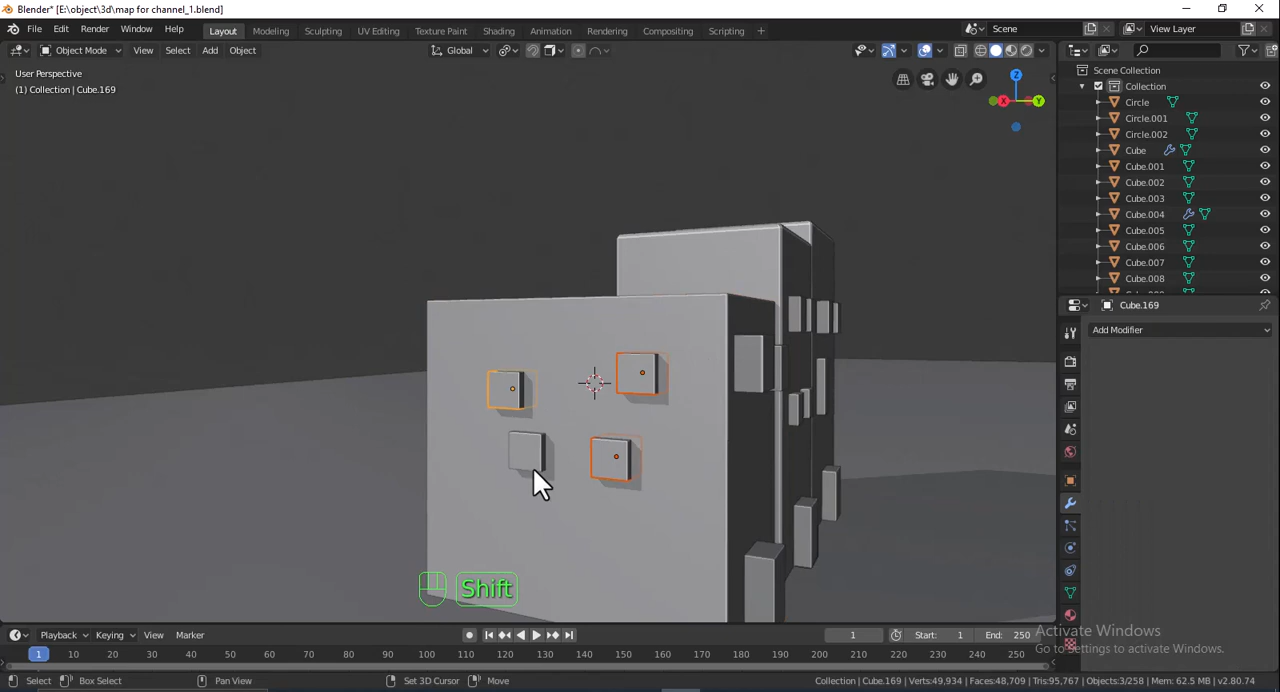 Blender* [E:\object\3d\map for channel_1.blend]
File Edit Render Window Help Layout Modeling Sculpting UV Editing Texture Paint Shading Animation Rendering Compositing Scripting + Scene View Layer
Object Mode View Select Add Object Global
User Perspective
(1) Collection | Cube.169
Z
X Y
Scene Collection
Collection
Circle
Circle.001
Circle.002
Cube
Cube.001
Cube.002
Cube.003
Cube.004
Cube.005
Cube.006
Cube.007
Cube.008
Cube.169
Add Modifier
Shift
Playback Keying View Marker 1 Start: 1 End: 250
1 10 20 30 40 50 60 70 80 90 100 110 120 130 140 150 160 170 180 190 200 210 220 230 240 250
Activate Windows
Go to Settings to activate Windows.
Select Box Select Pan View Set 3D Cursor Move Collection | Cube.169 | Verts:49,934 | Faces:48,709 | Tris:95,767 | Objects:3/258 | Mem: 62.5 MB | v2.80.74